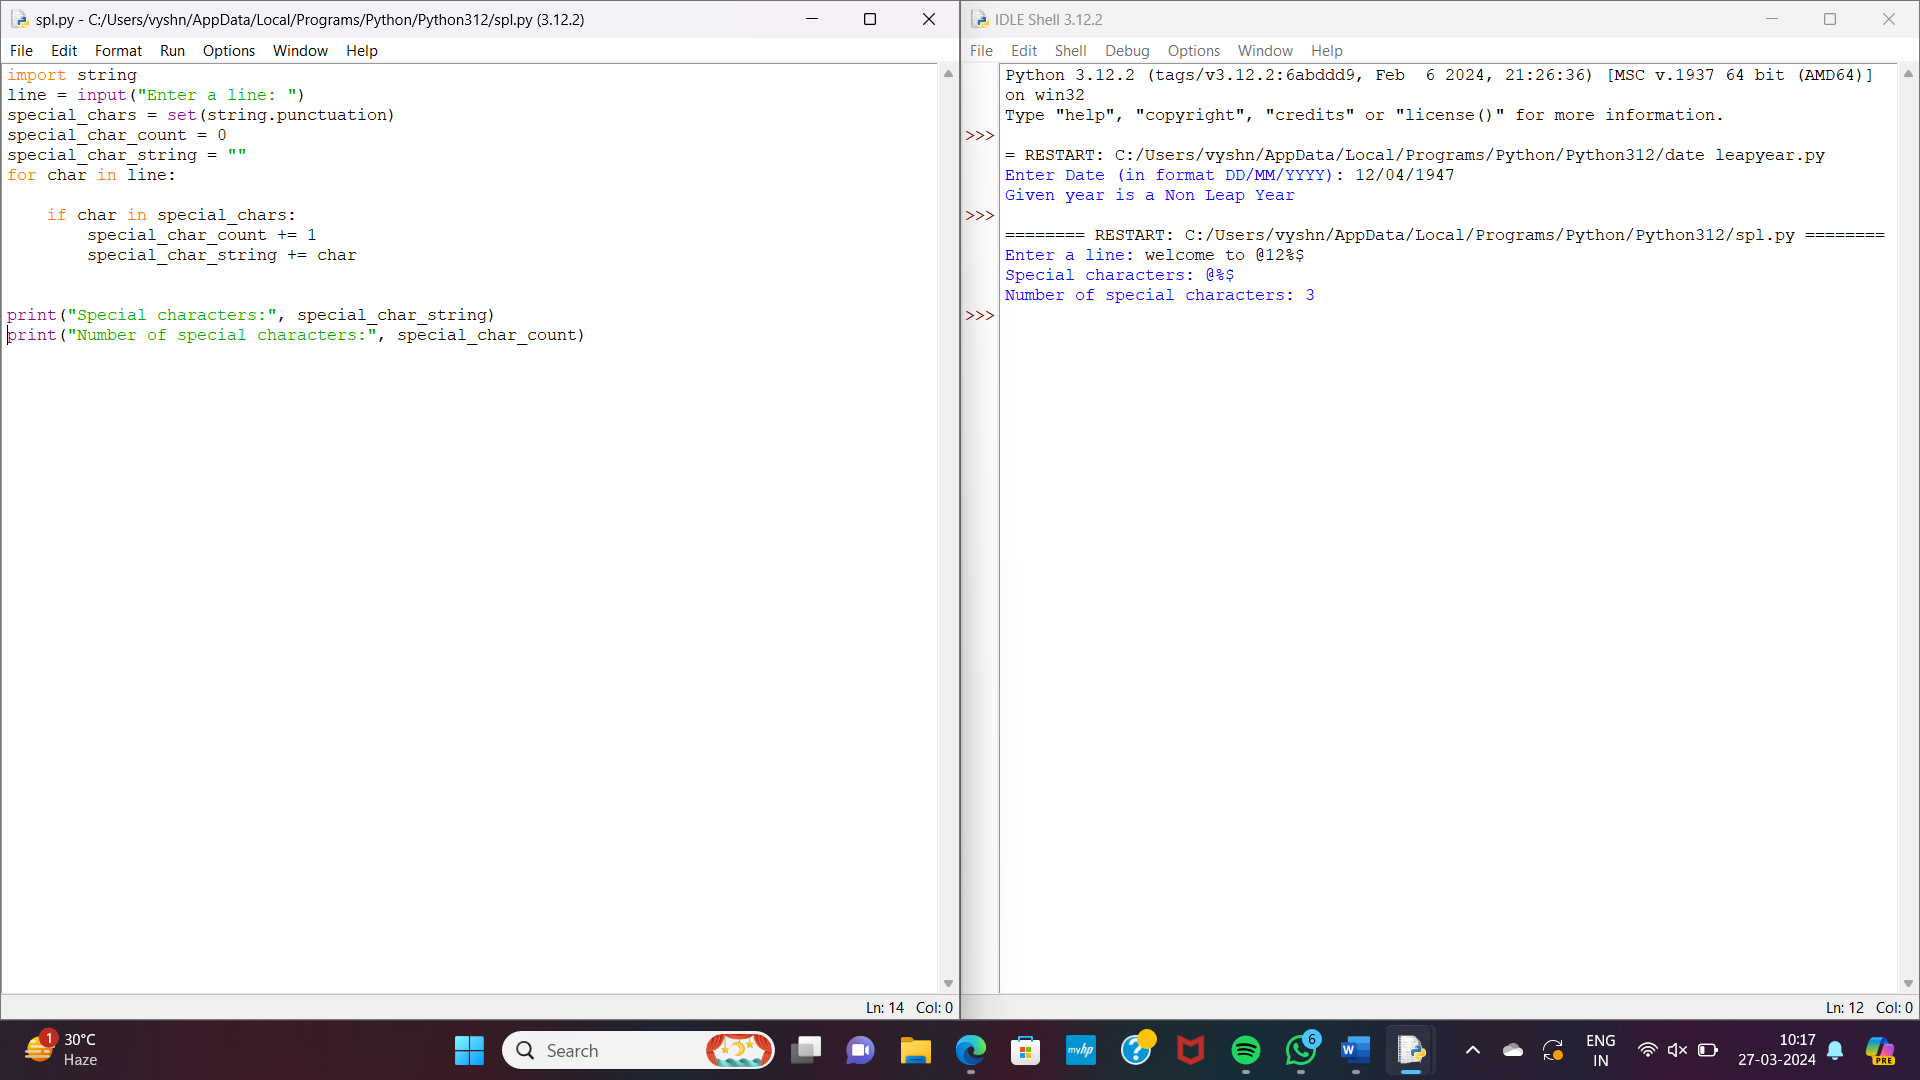 spl.py - C:/Users/vyshn/AppData/Local/Programs/Python/Python312/spl.py (3.12.2)
File Edit Format Run Options Window Help
import string
line = input("Enter a line: ")
special_chars = set(string.punctuation)
special_char_count = 0
special_char_string = ""
for char in line:
    if char in special_chars:
        special_char_count += 1
        special_char_string += char
print("Special characters:", special_char_string)
print("Number of special characters:", special_char_count)
Ln: 14 Col: 0
IDLE Shell 3.12.2
File Edit Shell Debug Options Window Help
Python 3.12.2 (tags/v3.12.2:6abddd9, Feb  6 2024, 21:26:36) [MSC v.1937 64 bit (AMD64)]
on win32
Type "help", "copyright", "credits" or "license()" for more information.
>>>
= RESTART: C:/Users/vyshn/AppData/Local/Programs/Python/Python312/date leapyear.py
Enter Date (in format DD/MM/YYYY): 12/04/1947
Given year is a Non Leap Year
>>>
======== RESTART: C:/Users/vyshn/AppData/Local/Programs/Python/Python312/spl.py ========
Enter a line: welcome to @12%$
Special characters: @%$
Number of special characters: 3
>>>
Ln: 12 Col: 0
1
30°C
Haze
Search
myhp
6
W
ENG
IN
10:17
27-03-2024
PRE